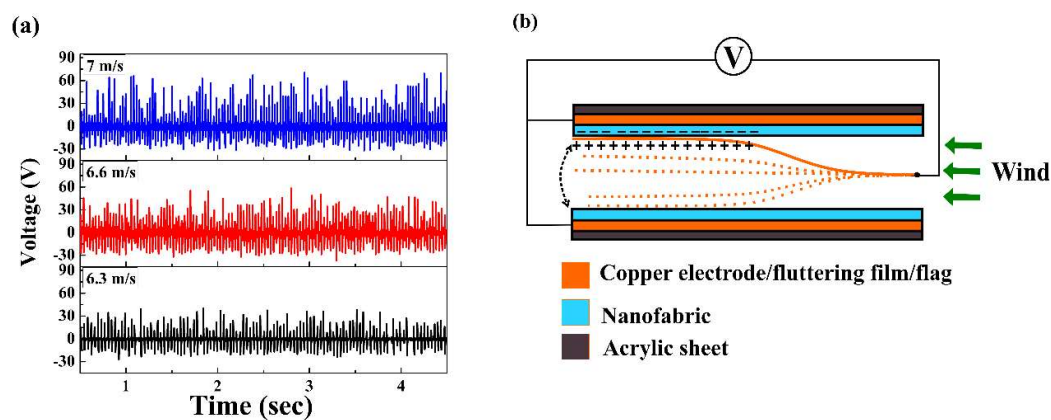 (a)
7 m/s
90
60
30
0
-30
6.6 m/s
90
60
30
0
-30
6.3 m/s
90
60
30
0
-30
1 2 3 4
Voltage (V)
Time (sec)
(b)
V
Wind
Copper electrode/fluttering film/flag
Nanofabric
Acrylic sheet